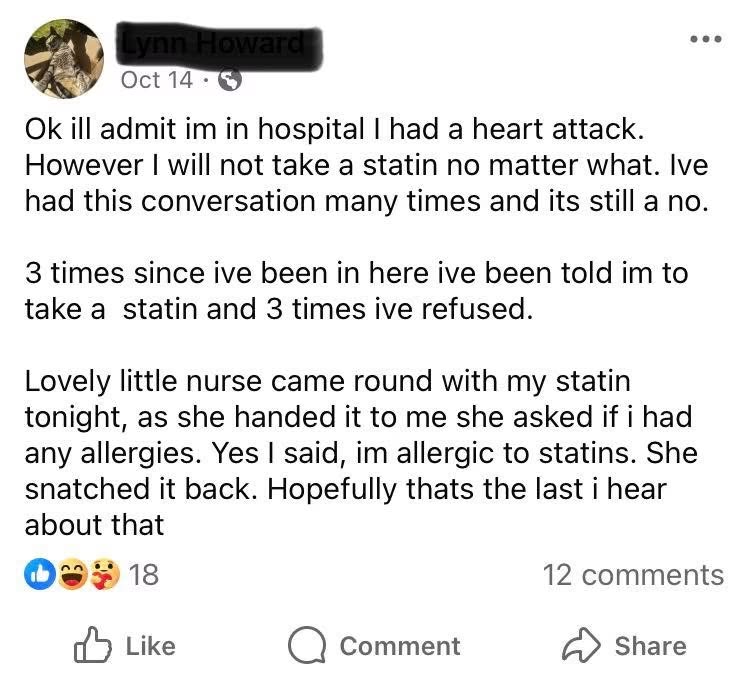 Oct 14 ·
Ok ill admit im in hospital I had a heart attack.
However I will not take a statin no matter what. Ive
had this conversation many times and its still a no.
3 times since ive been in here ive been told im to
take a  statin and 3 times ive refused.
Lovely little nurse came round with my statin
tonight, as she handed it to me she asked if i had
any allergies. Yes I said, im allergic to statins. She
snatched it back. Hopefully thats the last i hear
about that
18
12 comments
Like
Comment
Share